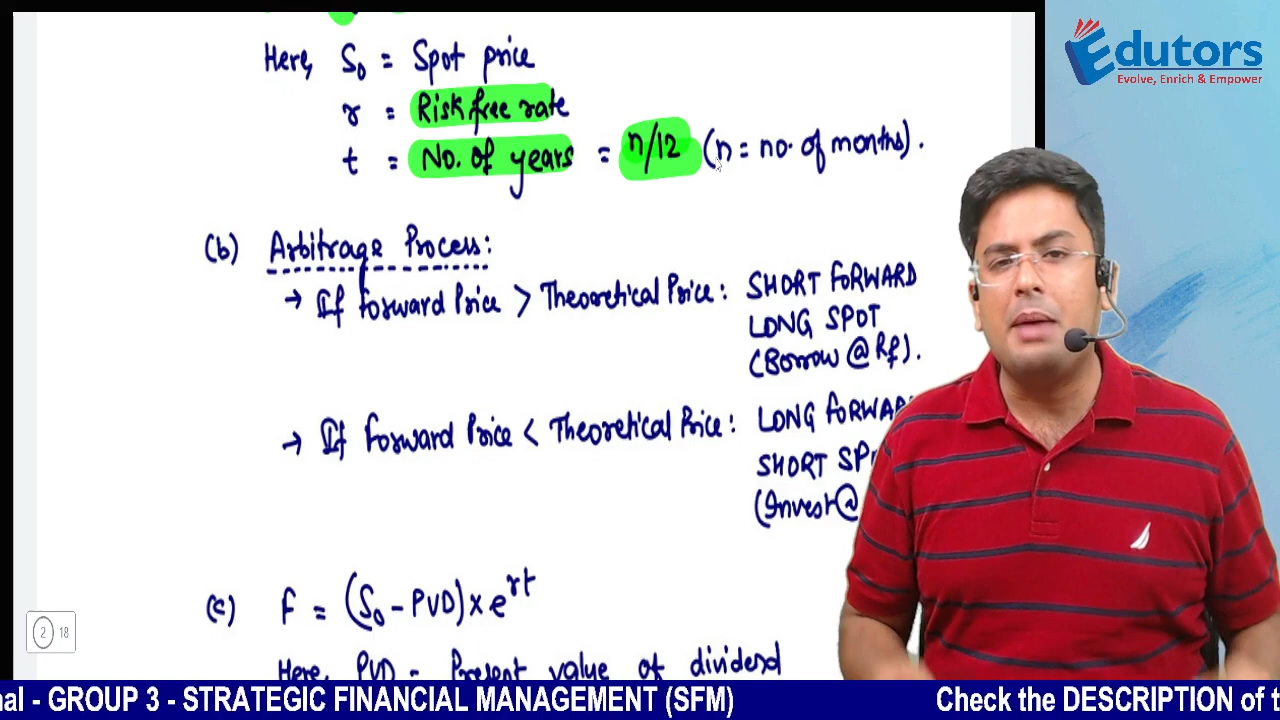 Here, S0 = Spot price
r = Risk free rate
t = No. of years = n/12 (n = no. of months).
(b) Arbitrage Process:
→ If forward Price > Theoretical Price: SHORT FORWARD
LONG SPOT
(Borrow @ Rf).
→ If forward Price < Theoretical Price: LONG FORWAR
SHORT SP
(Invest@
(c) F = (S0 - PVD) x e^rt
Here, PVD = Present value of dividend
2 18
Edutors
Evolve, Enrich & Empower
nal - GROUP 3 - STRATEGIC FINANCIAL MANAGEMENT (SFM) Check the DESCRIPTION of t